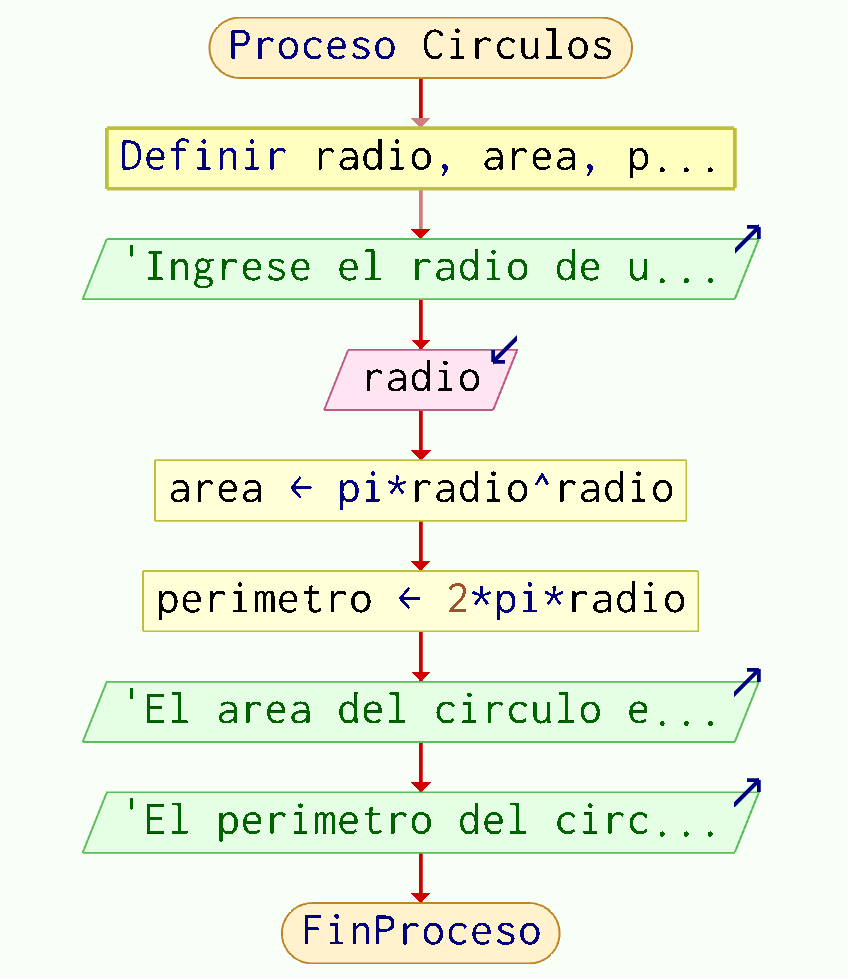 Proceso Circulos
Definir radio, area, p...
'Ingrese el radio de u...
radio
area ← pi*radio^radio
perimetro ← 2*pi*radio
'El area del circulo e...
'El perimetro del circ...
FinProceso